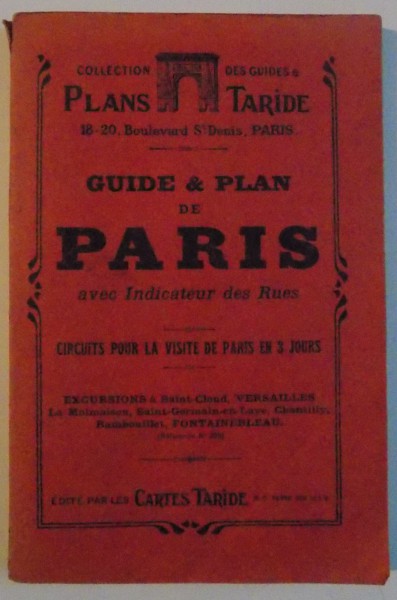 COLLECTION DES GUIDES &
PLANS TARIDE
18-20, Boulevard St Denis, PARIS.
GUIDE & PLAN
DE
PARIS
avec Indicateur des Rues
CIRCUITS POUR LA VISITE DE PARIS EN 3 JOURS
EXCURSIONS à Saint-Cloud, VERSAILLES
La Malmaison, Saint-Germain-en-Laye, Chantilly,
Rambouillet, FONTAINEBLEAU.
EDITÉ PAR LES CARTES TARIDE